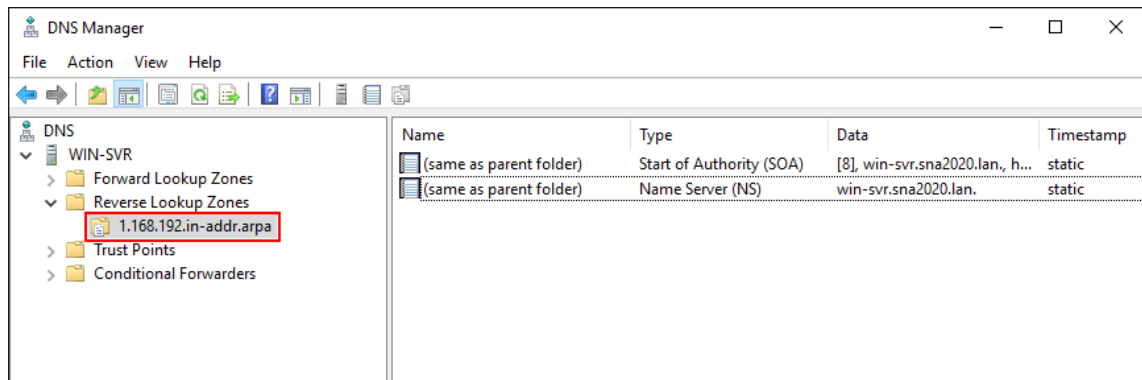 DNS Manager
File Action View Help
DNS
WIN-SVR
Forward Lookup Zones
Reverse Lookup Zones
1.168.192.in-addr.arpa
Trust Points
Conditional Forwarders
Name Type Data Timestamp
(same as parent folder) Start of Authority (SOA) [8], win-svr.sna2020.lan., h... static
(same as parent folder) Name Server (NS) win-svr.sna2020.lan. static